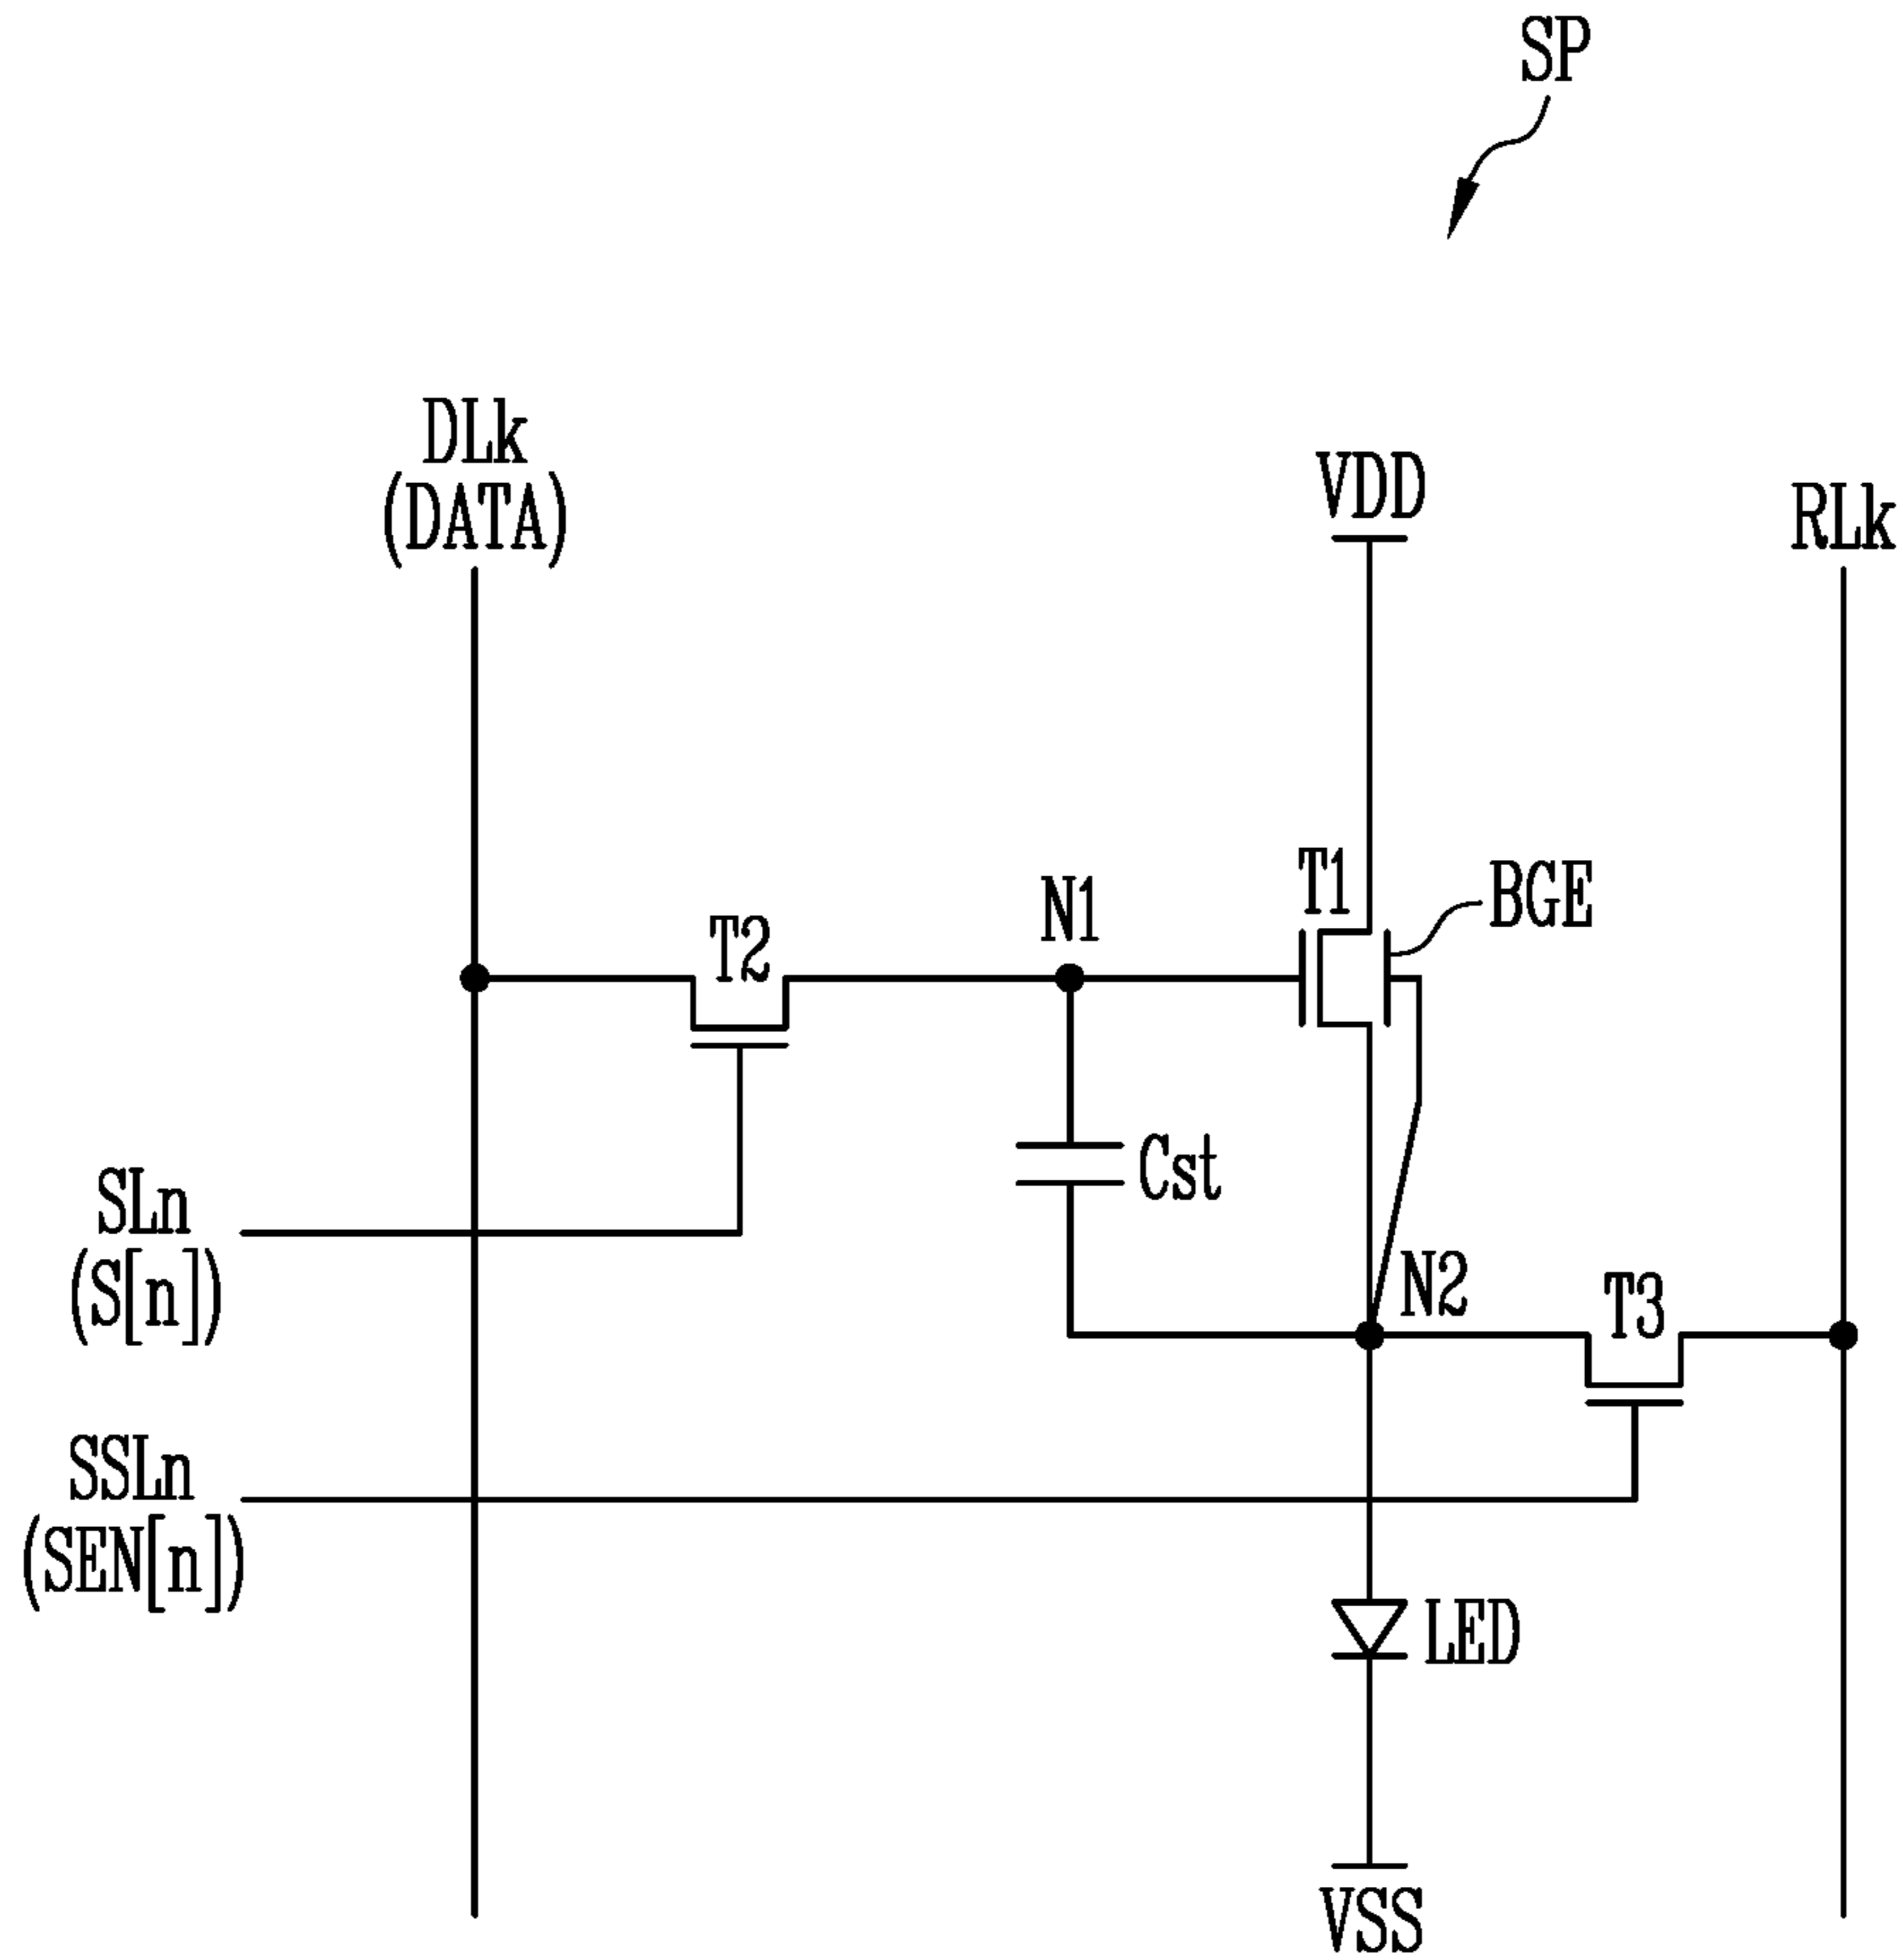 SP
DLk
(DATA)
VDD
RLk
T1
BGE
N1
T2
Cst
SLn
(S[n])
N2
T3
SSLn
(SEN[n])
LED
VSS